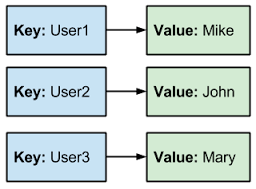 Key: User1 Value: Mike
Key: User2 Value: John
Key: User3 Value: Mary